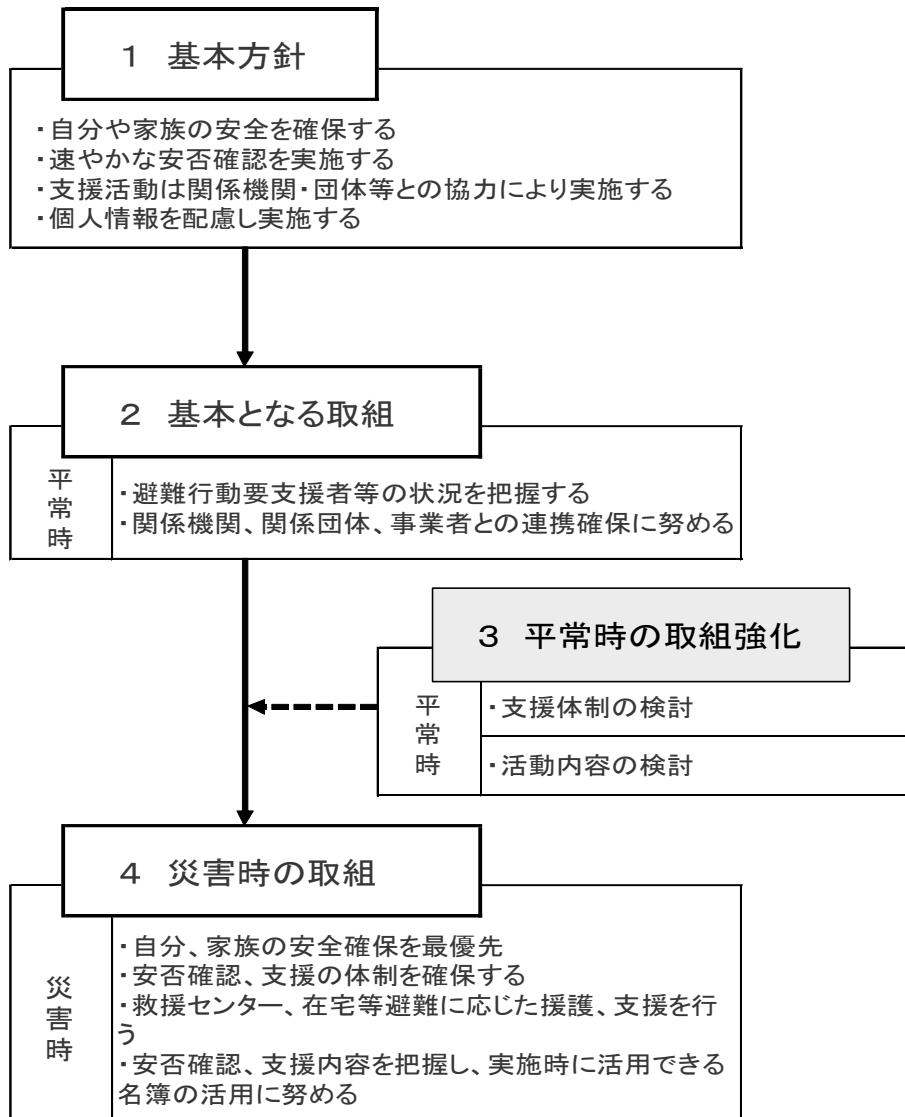 １　基本方針
・自分や家族の安全を確保する
・速やかな安否確認を実施する
・支援活動は関係機関・団体等との協力により実施する
・個人情報を配慮し実施する
２　基本となる取組
平常時
・避難行動要支援者等の状況を把握する
・関係機関、関係団体、事業者との連携確保に努める
３　平常時の取組強化
平常時
・支援体制の検討
・活動内容の検討
４　災害時の取組
災害時
・自分、家族の安全確保を最優先
・安否確認、支援の体制を確保する
・救援センター、在宅等避難に応じた援護、支援を行
う
・安否確認、支援内容を把握し、実施時に活用できる
名簿の活用に努める